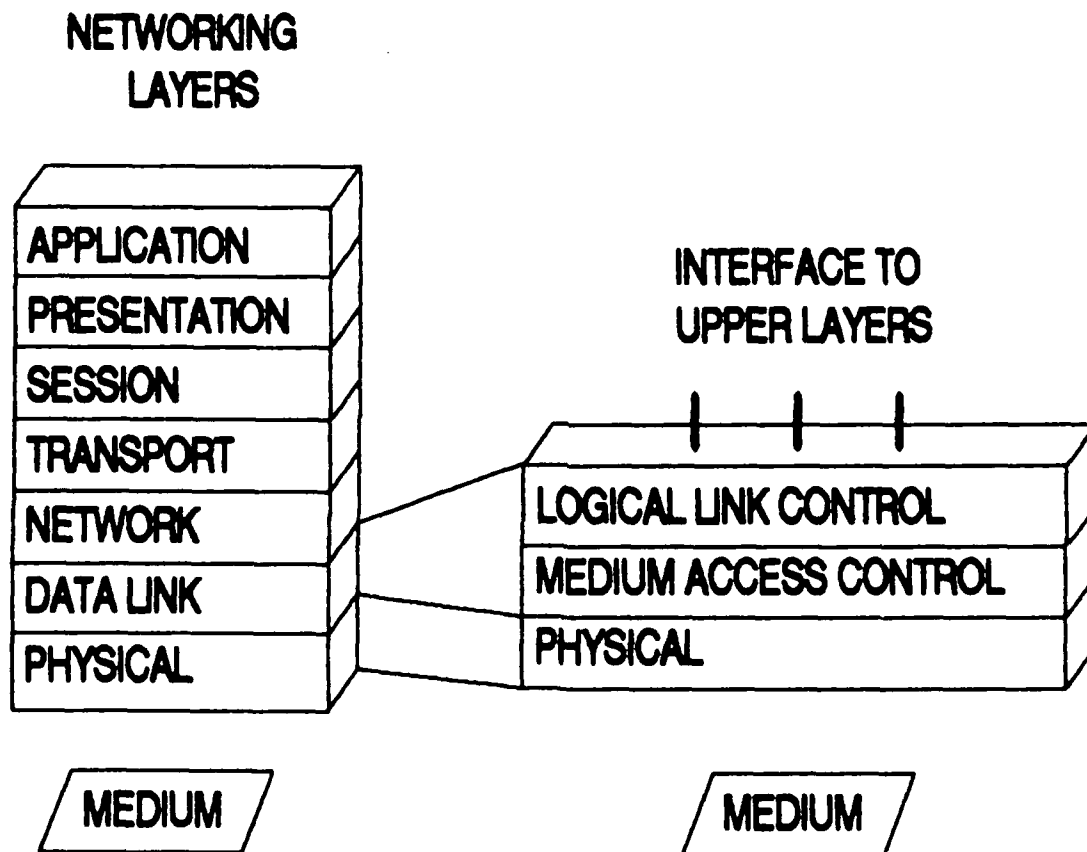 NETWORKING
LAYERS
APPLICATION
PRESENTATION
SESSION
TRANSPORT
NETWORK
DATA LINK
PHYSICAL
MEDIUM
INTERFACE TO
UPPER LAYERS
LOGICAL LINK CONTROL
MEDIUM ACCESS CONTROL
PHYSICAL
MEDIUM